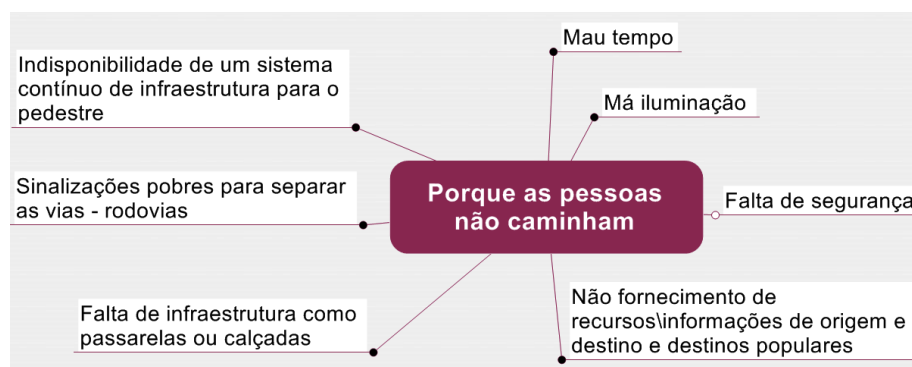 Mau tempo
Indisponibilidade de um sistema
contínuo de infraestrutura para o
pedestre
Má iluminação
Porque as pessoas
não caminham
Sinalizações pobres para separar
as vias - rodovias
Falta de segurança
Falta de infraestrutura como
passarelas ou calçadas
Não fornecimento de
recursos\informações de origem e
destino e destinos populares